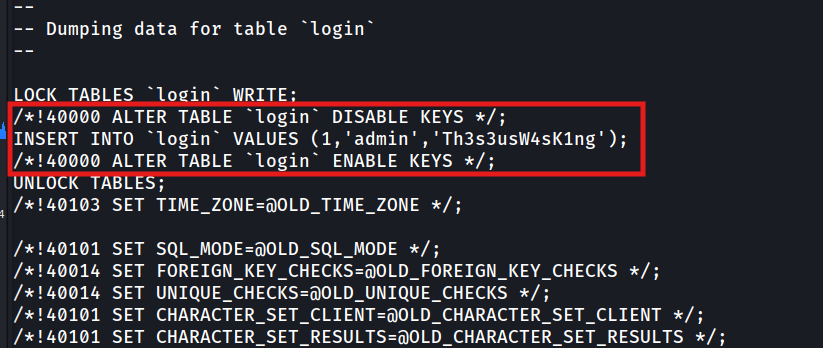 --
-- Dumping data for table `login`
--
LOCK TABLES `login` WRITE;
/*!40000 ALTER TABLE `login` DISABLE KEYS */;
INSERT INTO `login` VALUES (1,'admin','Th3s3usW4sK1ng');
/*!40000 ALTER TABLE `login` ENABLE KEYS */;
UNLOCK TABLES;
4
/*!40103 SET TIME_ZONE=@OLD_TIME_ZONE */;
/*!40101 SET SQL_MODE=@OLD_SQL_MODE */;
/*!40014 SET FOREIGN_KEY_CHECKS=@OLD_FOREIGN_KEY_CHECKS */;
/*!40014 SET UNIQUE_CHECKS=@OLD_UNIQUE_CHECKS */;
/*!40101 SET CHARACTER_SET_CLIENT=@OLD_CHARACTER_SET_CLIENT */;
/*!40101 SET CHARACTER_SET_RESULTS=@OLD_CHARACTER_SET_RESULTS */;